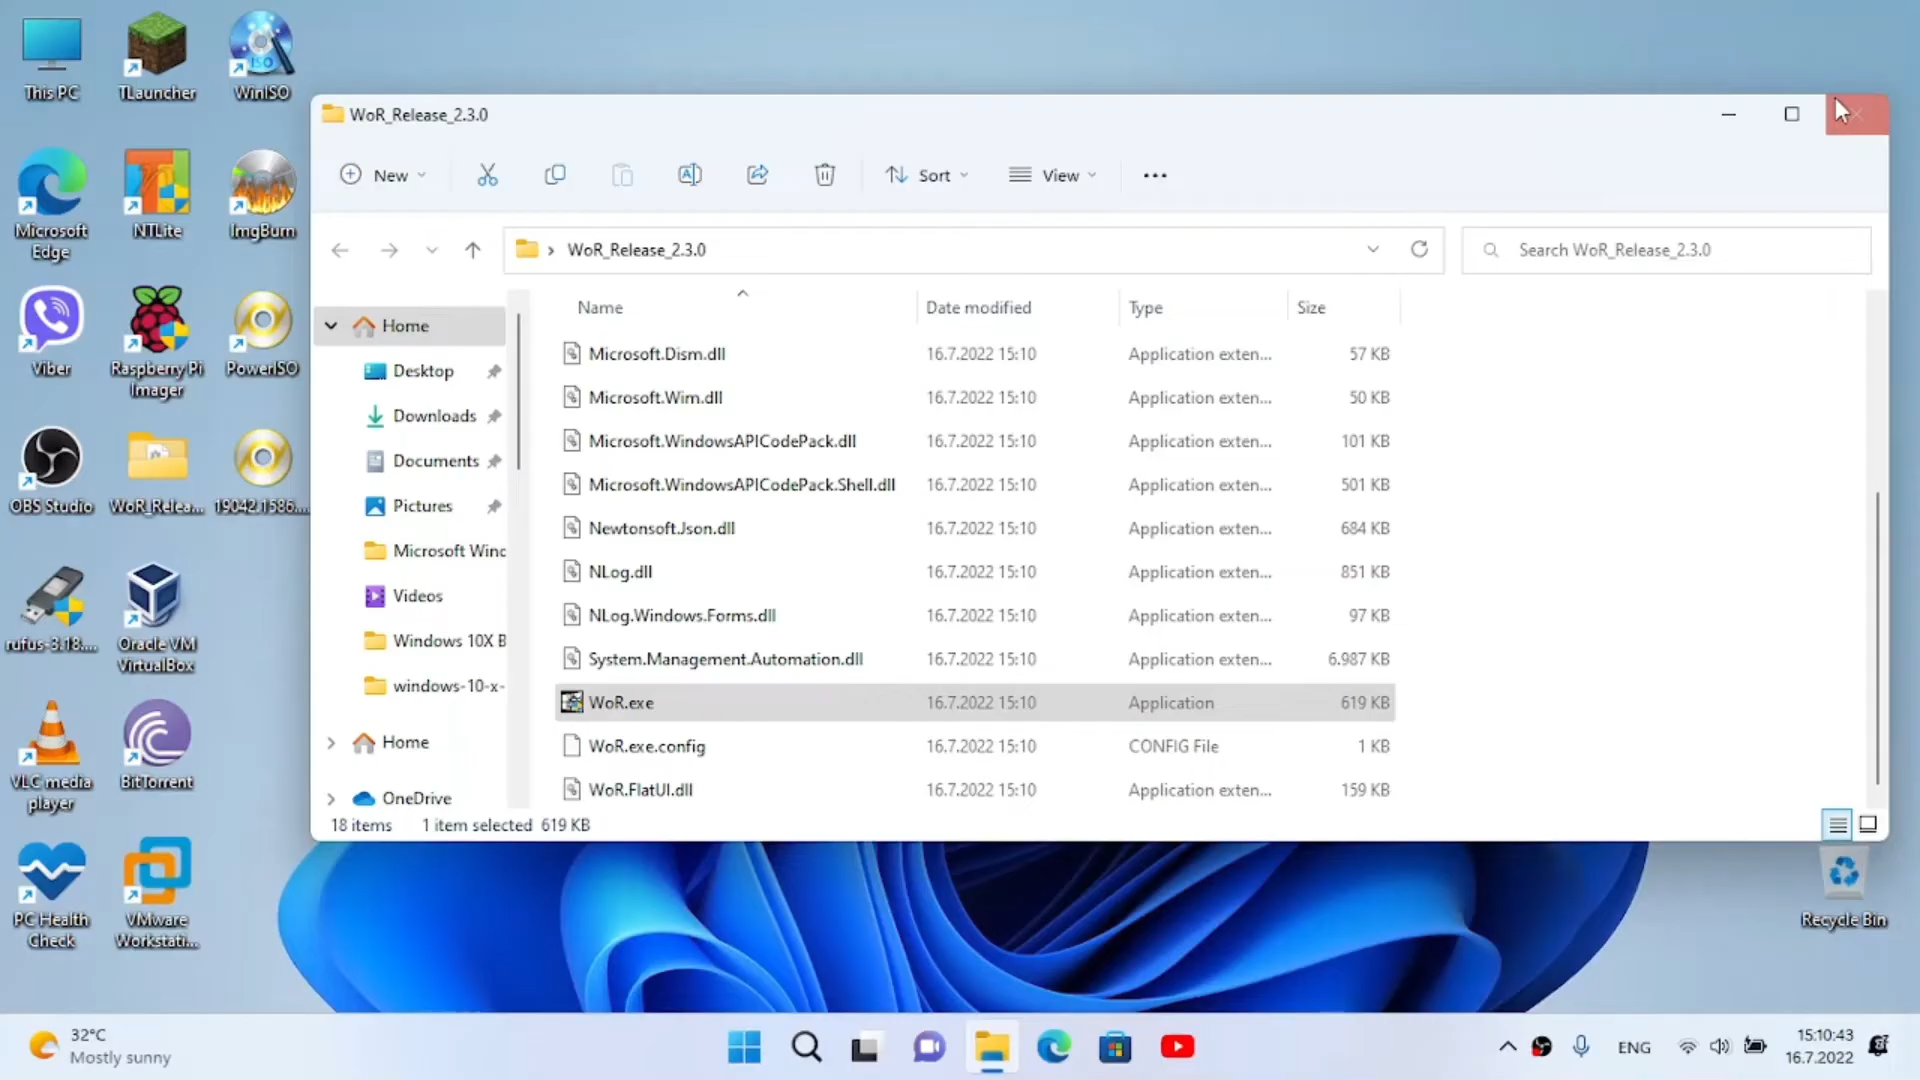 This PC
TLauncher
WinISO
Microsoft
Edge
NTLite
ImgBurn
Viber
Raspberry Pi
Imager
PowerISO
OBS Studio
WoR_Relea...
19042.1586....
rufus-3.18....
Oracle VM
VirtualBox
VLC media
player
BitTorrent
PC Health
Check
VMware
Workstati...
Recycle Bin
WoR_Release_2.3.0
New
Sort
View
WoR_Release_2.3.0
Search WoR_Release_2.3.0
Home
Desktop
Downloads
Documents
Pictures
Microsoft Winc
Videos
Windows 10X B
windows-10-x-
Home
OneDrive
Name Date modified Type Size
Microsoft.Dism.dll 16.7.2022 15:10 Application exten... 57 KB
Microsoft.Wim.dll 16.7.2022 15:10 Application exten... 50 KB
Microsoft.WindowsAPICodePack.dll 16.7.2022 15:10 Application exten... 101 KB
Microsoft.WindowsAPICodePack.Shell.dll 16.7.2022 15:10 Application exten... 501 KB
Newtonsoft.Json.dll 16.7.2022 15:10 Application exten... 684 KB
NLog.dll 16.7.2022 15:10 Application exten... 851 KB
NLog.Windows.Forms.dll 16.7.2022 15:10 Application exten... 97 KB
System.Management.Automation.dll 16.7.2022 15:10 Application exten... 6.987 KB
WoR.exe 16.7.2022 15:10 Application 619 KB
WoR.exe.config 16.7.2022 15:10 CONFIG File 1 KB
WoR.FlatUI.dll 16.7.2022 15:10 Application exten... 159 KB
18 items 1 item selected 619 KB
32°C
Mostly sunny
ENG
15:10:43
16.7.2022